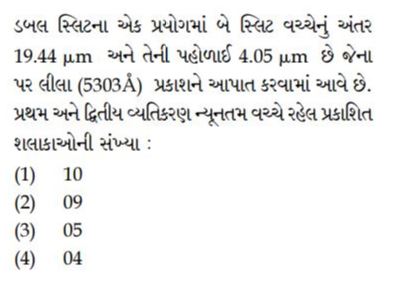 ડબલ સ્લિટના એક પ્રયોગમાં બે સ્લિટ વચ્ચેનું અંતર
19.44 μm અને તેની પહોળાઈ 4.05 μm છે જેના
પર લીલા (5303Å) પ્રકાશને આપાત કરવામાં આવે છે.
પ્રથમ અને દ્વિતીય વ્યતિકરણ ન્યૂનતમ વચ્ચે રહેલ પ્રકાશિત
શલાકાઓની સંખ્યા :
(1) 10
(2) 09
(3) 05
(4) 04